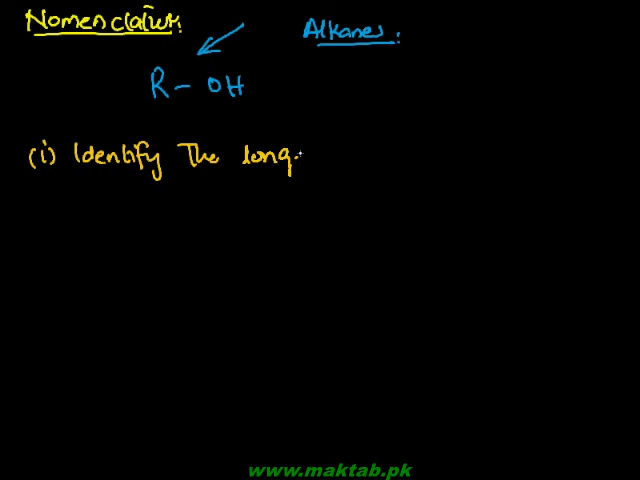 Nomenclature: Alkanes:
R - OH
(i) Identify The long
www.maktab.pk